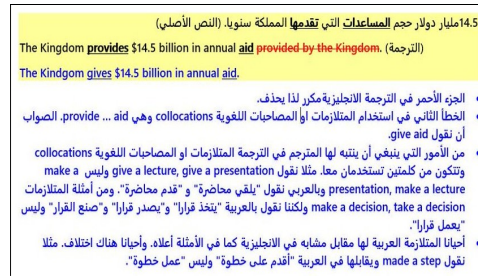 14.5مليار دولار حجم المساعدات التي تقدمها المملكة سنويا. (النص الأصلي)
The Kingdom provides $14.5 billion in annual aid provided by the Kingdom. (الترجمة)
The Kindgom gives $14.5 billion in annual aid.
• الجزء الأحمر في الترجمة الانجليزية مكرر لذا يحذف.
• الخطأ الثاني في استخدام المتلازمات او المصاحبات اللغوية collocations وهي provide ... aid. الصواب
أن نقول give aid.
• من الأمور التي ينبغي أن ينتبه لها المترجم في الترجمة المتلازمات او المصاحبات اللغوية collocations
وتتكون من كلمتين تستخدمان معا. مثلا نقول give a lecture, give a presentation وليس make a
presentation, make a lecture وبالعربي نقول "يلقي محاضرة" و "قدم محاضرة". ومن أمثلة المتلازمات
make a decision, take a decision ولكننا نقول بالعربية "يتخذ قرارا" و"يصدر قرارا" و"صنع القرار" وليس
"يعمل قرارا".
• أحيانا المتلازمة العربية لها مقابل مشابه في الانجليزية كما في الأمثلة أعلاه. وأحيانا هناك اختلاف. مثلا
نقول made a step ويقابلها في العربية "أقدم على خطوة" وليس "عمل خطوة".